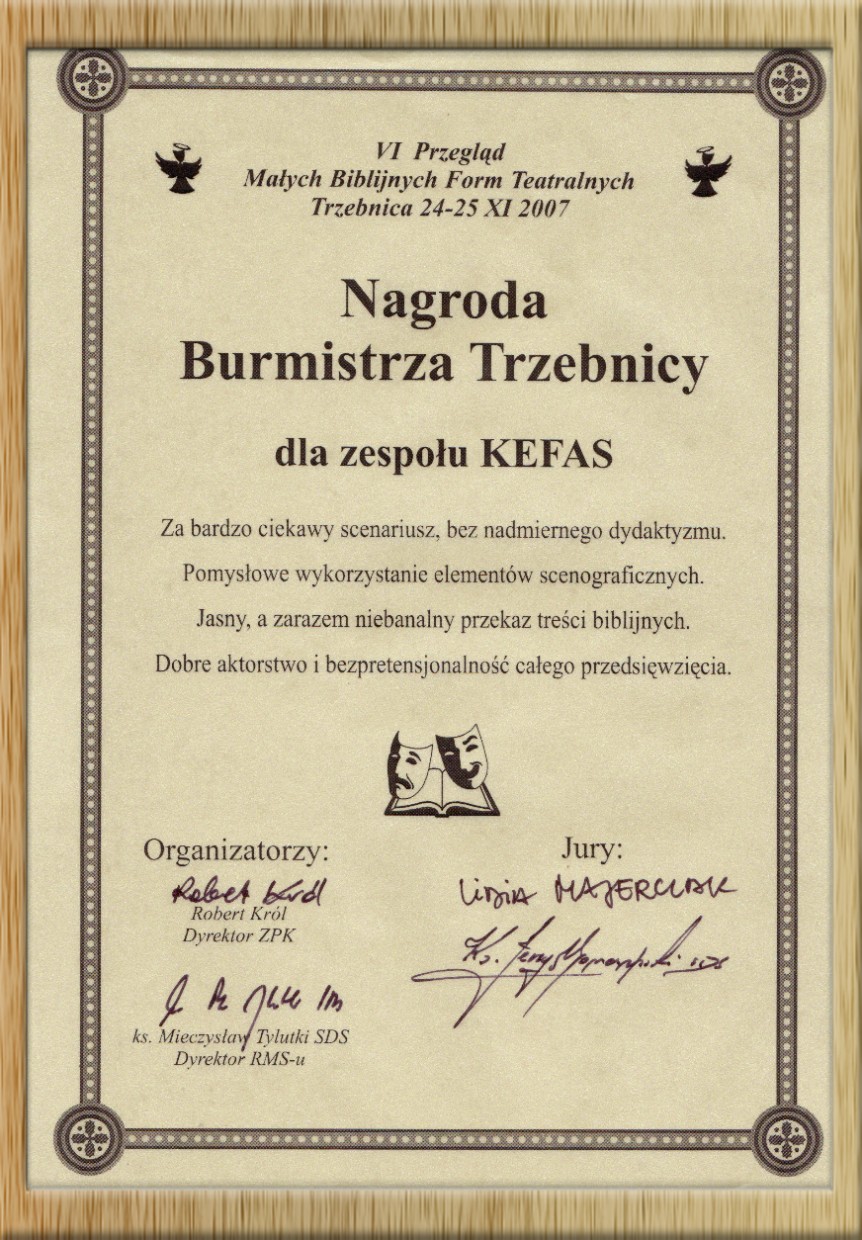 VI Przegląd
Małych Biblijnych Form Teatralnych
Trzebnica 24-25 XI 2007
Nagroda
Burmistrza Trzebnicy
dla zespołu KEFAS
Za bardzo ciekawy scenariusz, bez nadmiernego dydaktyzmu.
Pomysłowe wykorzystanie elementów scenograficznych.
Jasny, a zarazem niebanalny przekaz treści biblijnych.
Dobre aktorstwo i bezpretensjonalność całego przedsięwzięcia.
Organizatorzy:
Robert Król
Robert Król
Dyrektor ZPK
ks. Mieczysław Tylutki SDS
Dyrektor RMS-u
Jury:
Lidia
Ks. Jerzy